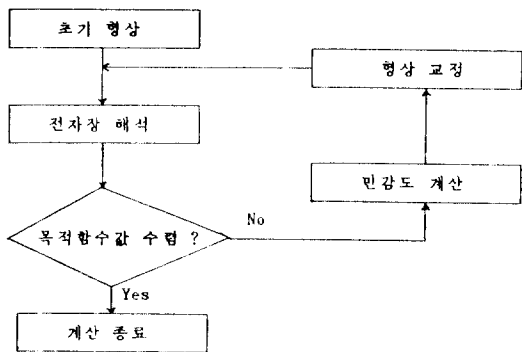 초기 형상
형상 교정
전자장 해석
민감도 계산
목적함수값 수렴 ?
No
Yes
계산 종료